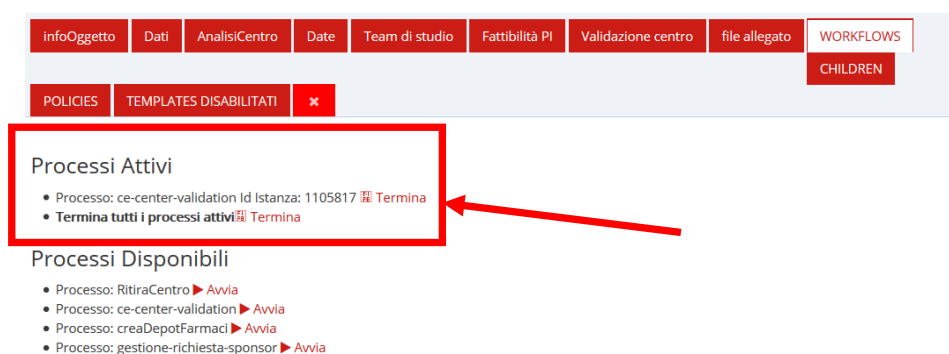 infoOggetto Dati AnalisiCentro Date Team di studio Fattibilità PI Validazione centro file allegato WORKFLOWS
CHILDREN
POLICIES TEMPLATES DISABILITATI ×
Processi Attivi
• Processo: ce-center-validation Id Istanza: 1105817 Termina
• Termina tutti i processi attivi Termina
Processi Disponibili
• Processo: RitiraCentro ▶ Avvia
• Processo: ce-center-validation ▶ Avvia
• Processo: creaDepotFarmaci ▶ Avvia
• Processo: gestione-richiesta-sponsor ▶ Avvia